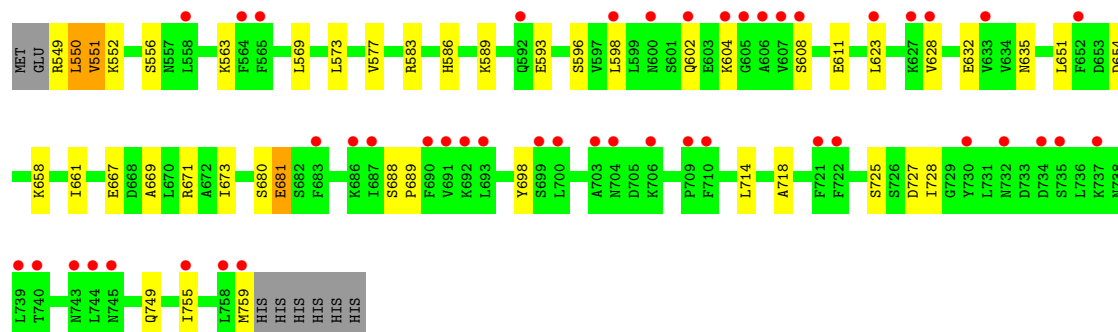 MET GLU R549 L550 V551 K552 S556 N557 L558 K563 F564 F565 L569 L573 V577 R583 H586 K589 Q592 E593 S596 V597 L598 L599 N600 S601 Q602 E603 K604 G605 A606 V607 S608 E611 L623 K627 V628 E632 V633 V634 N635 L651 F652 D653 D654
K658 I661 E667 D668 A669 L670 R671 A672 I673 S680 E681 S682 F683 K686 I687 S688 P689 F690 V691 K692 L693 Y698 S699 L700 A703 N704 D705 K706 P709 F710 L714 A718 F721 F722 S725 S726 D727 I728 G729 Y730 L731 N732 D733 D734 S735 L736 K737
L739 T740 N743 L744 N745 Q749 I755 L758 M759 HIS HIS HIS HIS HIS HIS